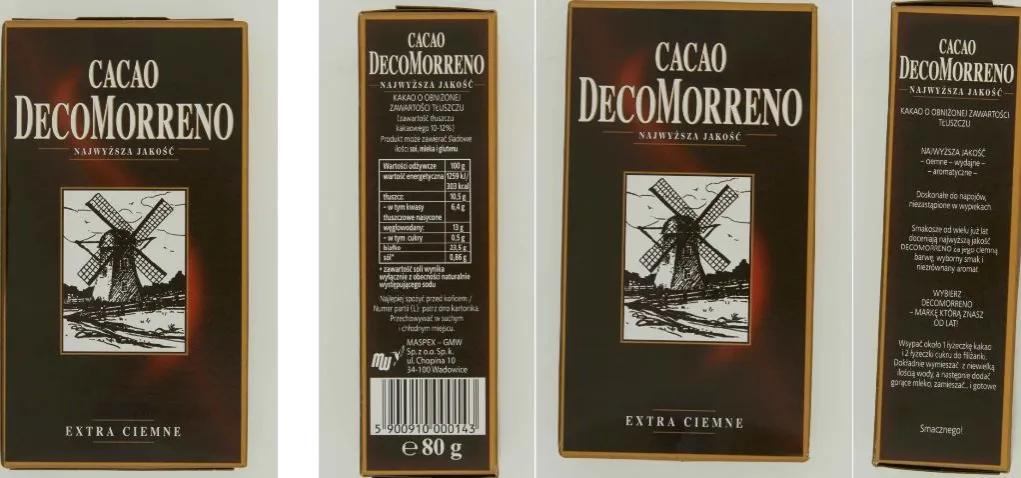 CACAO
DECOMORRENO
NAJWYŻSZA JAKOŚĆ
EXTRA CIEMNE
CACAO
DECOMORRENO
NAJWYŻSZA JAKOŚĆ
KAKAO O OBNIŻONEJ
ZAWARTOŚCI TŁUSZCZU
(zawartość tłuszczu
kakaowego 10-12%)
Produkt może zawierać śladowe
ilości soi, mleka i glutenu
Wartości odżywcze 100 g
wartość energetyczna 1259 kJ/
303 kcal
tłuszcz: 10,5 g
- w tym kwasy 6,4 g
tłuszczowe nasycone
węglowodany: 13 g
- w tym cukry 0,5 g
białko 23,5 g
sól* 0,86 g
* zawartość soli wynika
wyłącznie z obecności naturalnie
występującego sodu
Najlepiej spożyć przed końcem:/
Numer partii (L): patrz dno kartonika.
Przechowywać w suchym
i chłodnym miejscu.
MW
MASPEX – GMW
Sp. z o.o. Sp. k.
ul. Chopina 10
34-100 Wadowice
5 900910 000143
e 80 g
CACAO
DECOMORRENO
NAJWYŻSZA JAKOŚĆ
EXTRA CIEMNE
CACAO
DECOMORRENO
NAJWYŻSZA JAKOŚĆ
KAKAO O OBNIŻONEJ ZAWARTOŚCI
TŁUSZCZU
NAJWYŻSZA JAKOŚĆ
– ciemne – wydajne –
– aromatyczne –
Doskonałe do napojów,
niezastąpione w wypiekach.
Smakosze od wielu już lat
doceniają najwyższą jakość
DECOMORRENO za jego ciemną
barwę, wyborny smak i
niezrównany aromat.
WYBIERZ
DECOMORRENO
– MARKĘ KTÓRĄ ZNASZ
OD LAT!
Wsypać około 1 łyżeczkę kakao
i 2 łyżeczki cukru do filiżanki.
Dokładnie wymieszać z niewielką
ilością wody, a następnie dodać
gorące mleko, zamieszać... i gotowe
Smacznego!